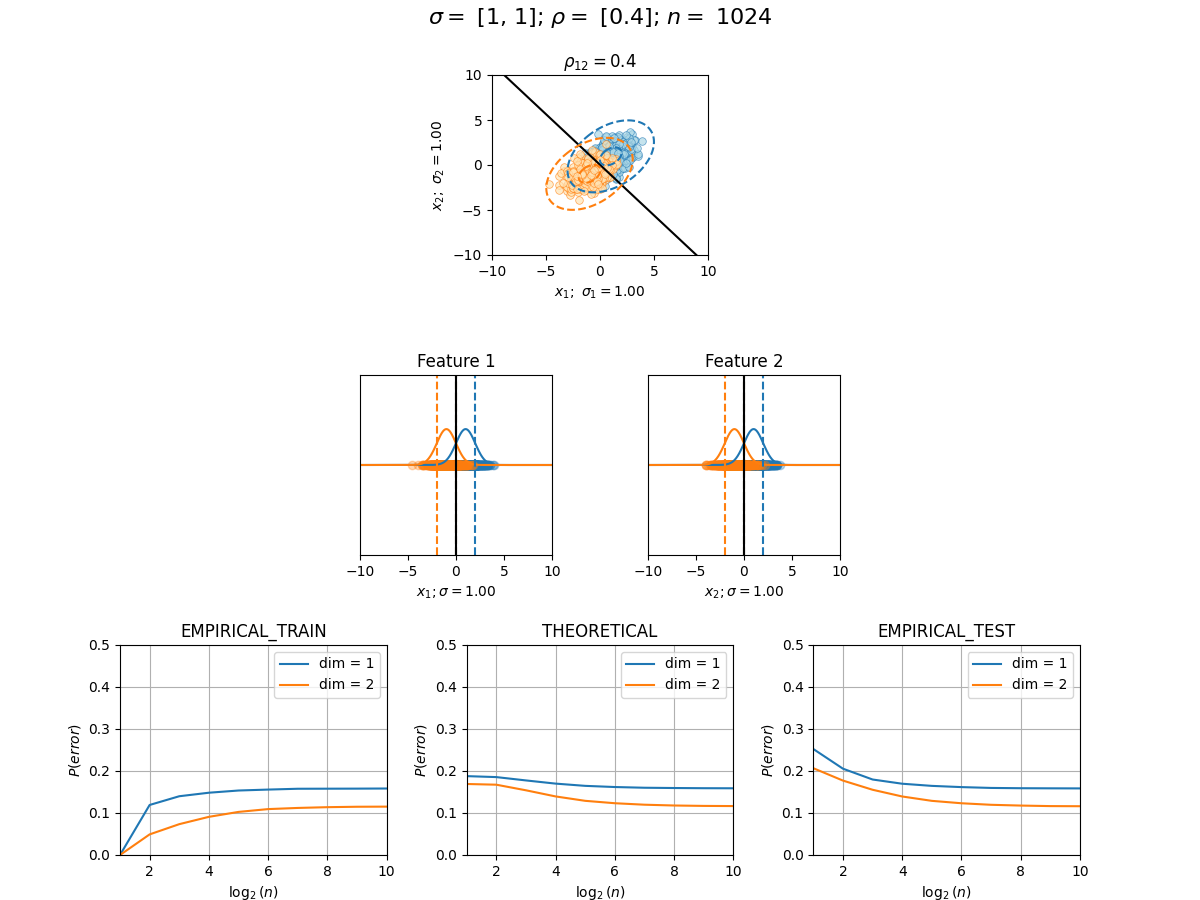 σ = [1, 1]; ρ = [0.4]; n = 1024
ρ₁₂ = 0.4
10
5
0
−5
−10
x₂; σ₂ = 1.00
−10 −5 0 5 10
x₁; σ₁ = 1.00
Feature 1
−10 −5 0 5 10
x₁; σ = 1.00
Feature 2
−10 −5 0 5 10
x₂; σ = 1.00
EMPIRICAL_TRAIN
0.5
0.4
0.3
0.2
0.1
0.0
P(error)
dim = 1
dim = 2
2 4 6 8 10
log₂ (n)
THEORETICAL
0.5
0.4
0.3
0.2
0.1
0.0
P(error)
dim = 1
dim = 2
2 4 6 8 10
log₂ (n)
EMPIRICAL_TEST
0.5
0.4
0.3
0.2
0.1
0.0
P(error)
dim = 1
dim = 2
2 4 6 8 10
log₂ (n)